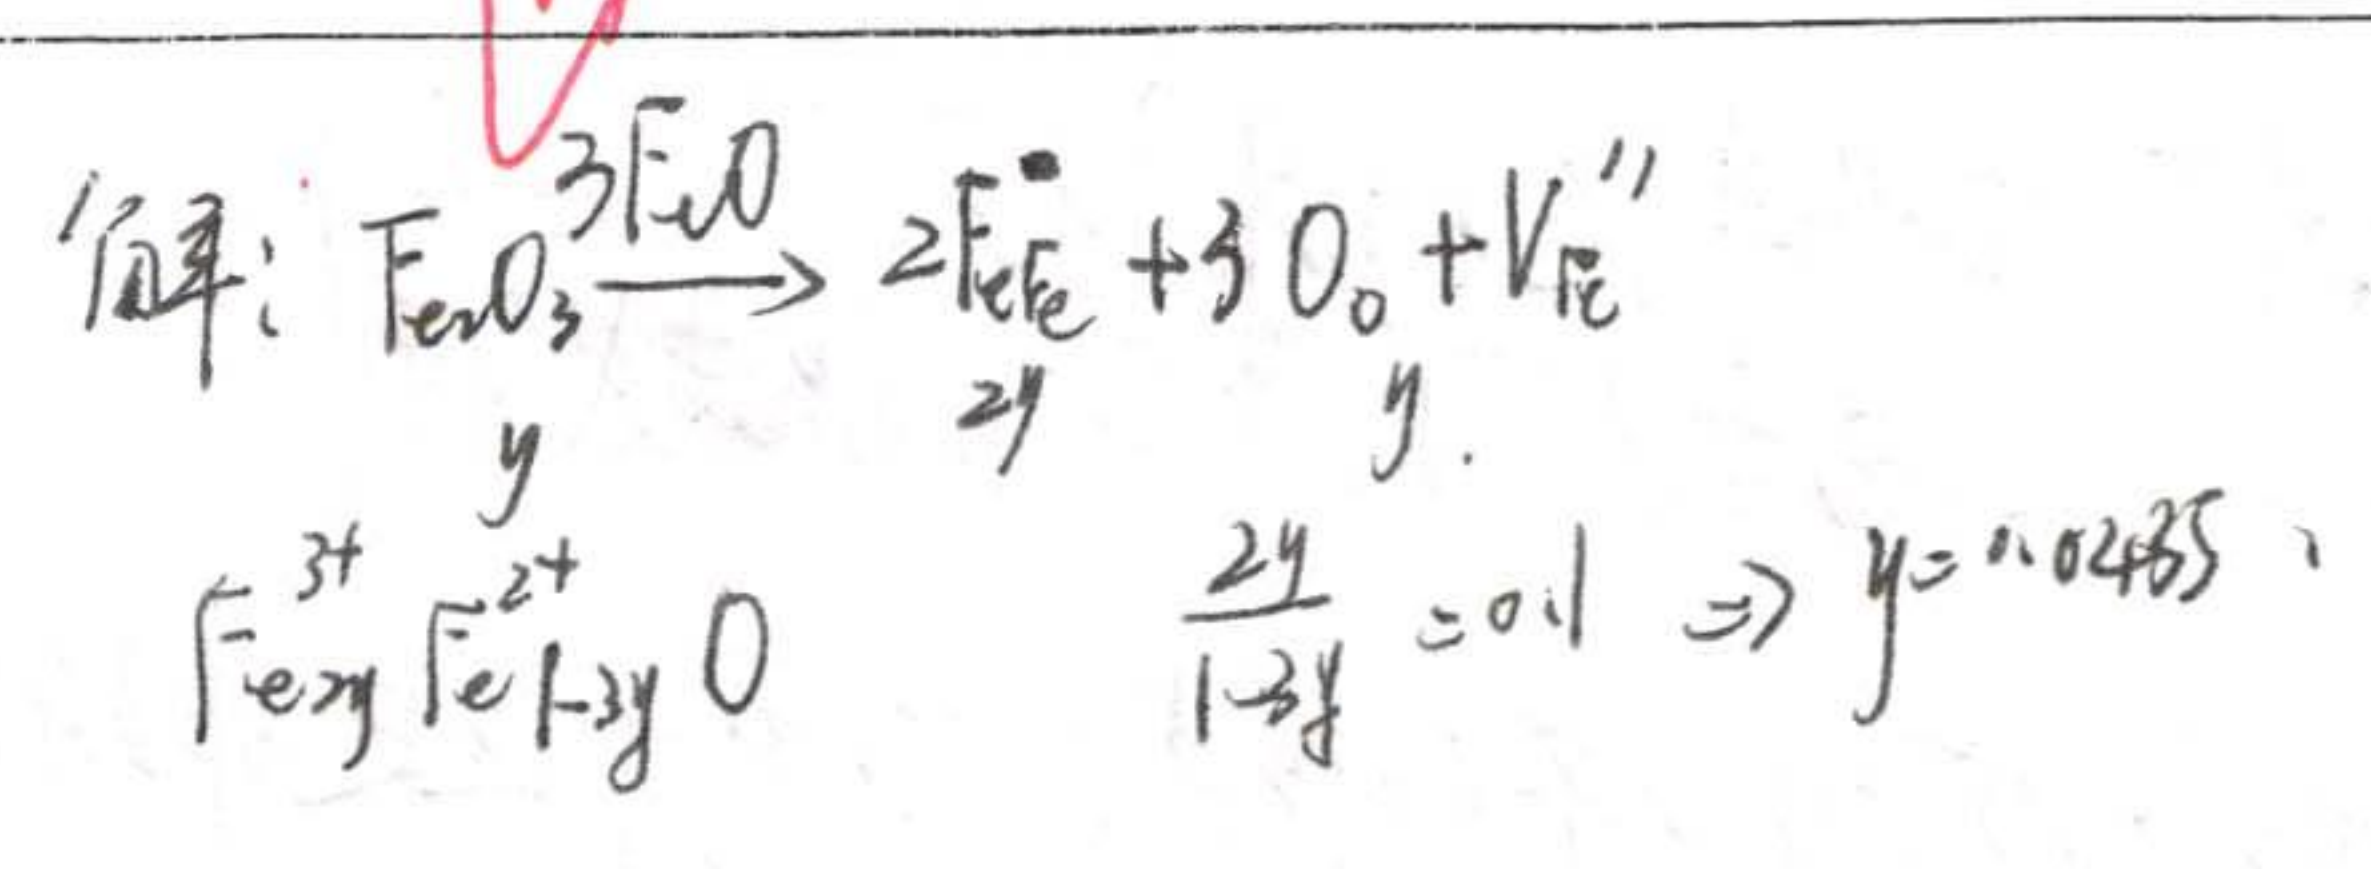 解: Fe₂O₃ —3FeO→ 2Fe•Fe + 3O₀ + V″Fe
y 2y y.
Fe³⁺₂y Fe²⁺₁₋₃y O 2y/(1-3y) = 0.1 ⇒ y = 0.0435